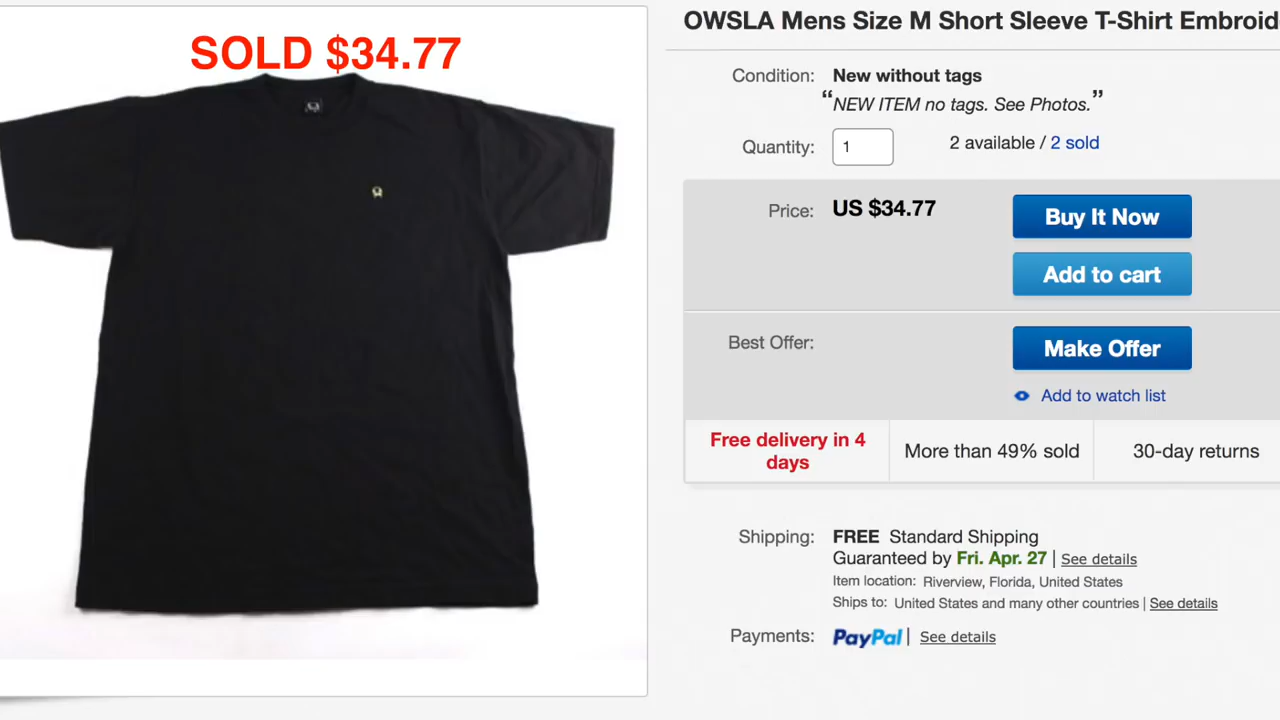 SOLD $34.77
OWSLA Mens Size M Short Sleeve T-Shirt Embroid
Condition: New without tags
“NEW ITEM no tags. See Photos.”
Quantity: 1 2 available / 2 sold
Price: US $34.77 Buy It Now
Add to cart
Best Offer: Make Offer
Add to watch list
Free delivery in 4 days More than 49% sold 30-day returns
Shipping: FREE Standard Shipping
Guaranteed by Fri. Apr. 27 | See details
Item location: Riverview, Florida, United States
Ships to: United States and many other countries | See details
Payments: PayPal | See details